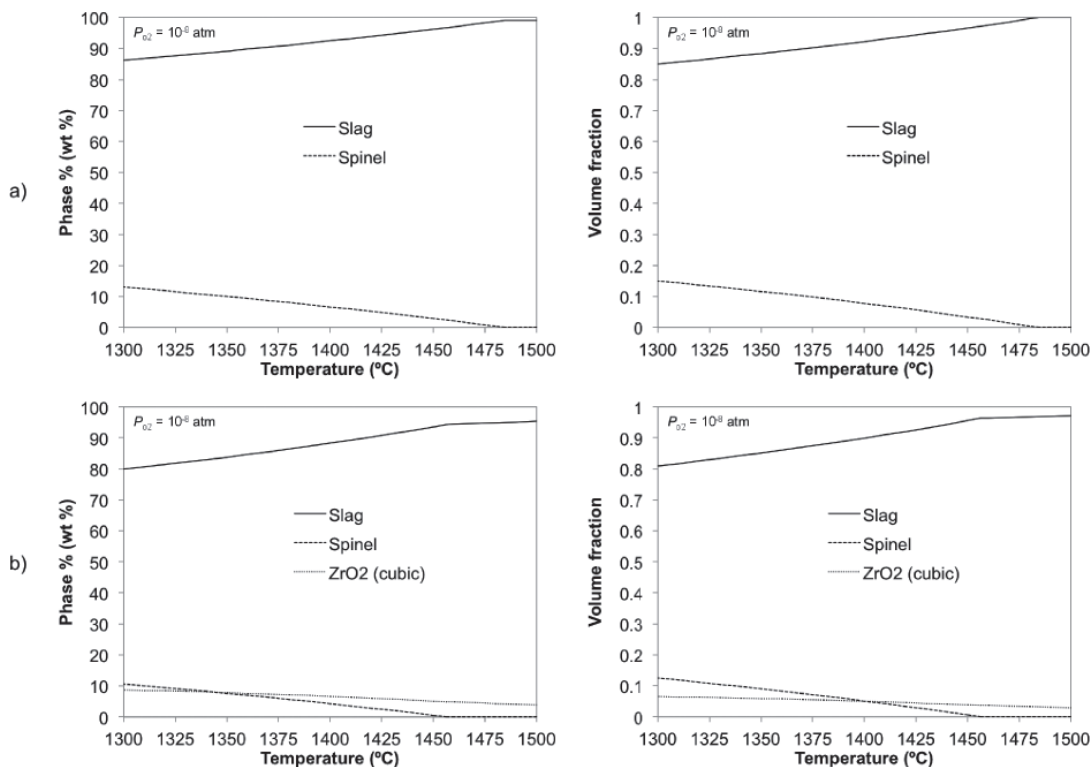 a)
Phase % (wt %)
100
90
80
70
60
50
40
30
20
10
0
Pₒ₂ = 10⁻⁸ atm
Slag
Spinel
1300 1325 1350 1375 1400 1425 1450 1475 1500
Temperature (ºC)
Volume fraction
1
0.9
0.8
0.7
0.6
0.5
0.4
0.3
0.2
0.1
0
Pₒ₂ = 10⁻⁸ atm
Slag
Spinel
1300 1325 1350 1375 1400 1425 1450 1475 1500
Temperature (ºC)
b)
Phase % (wt %)
100
90
80
70
60
50
40
30
20
10
0
Pₒ₂ = 10⁻⁸ atm
Slag
Spinel
ZrO2 (cubic)
1300 1325 1350 1375 1400 1425 1450 1475 1500
Temperature (ºC)
Volume fraction
1
0.9
0.8
0.7
0.6
0.5
0.4
0.3
0.2
0.1
0
Pₒ₂ = 10⁻⁸ atm
Slag
Spinel
ZrO2 (cubic)
1300 1325 1350 1375 1400 1425 1450 1475 1500
Temperature (ºC)